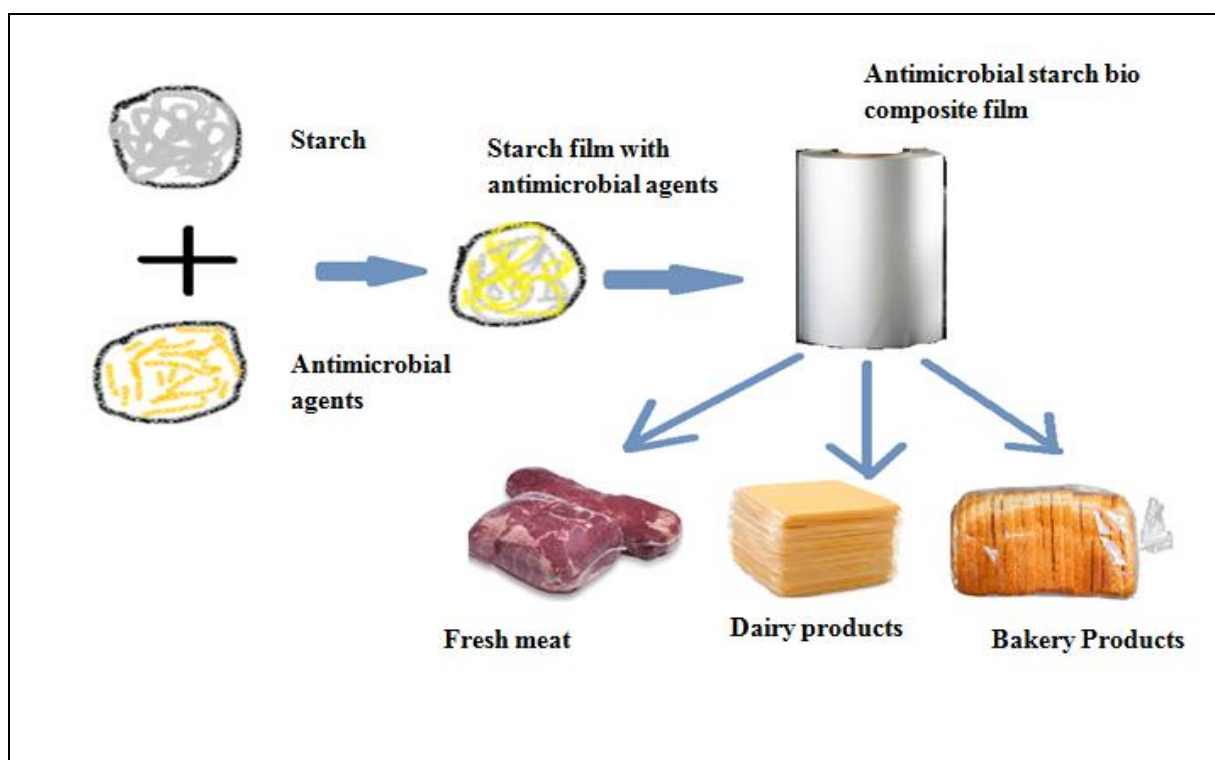 Antimicrobial starch bio
composite film
Starch
Starch film with
antimicrobial agents
Antimicrobial
agents
Fresh meat
Dairy products
Bakery Products